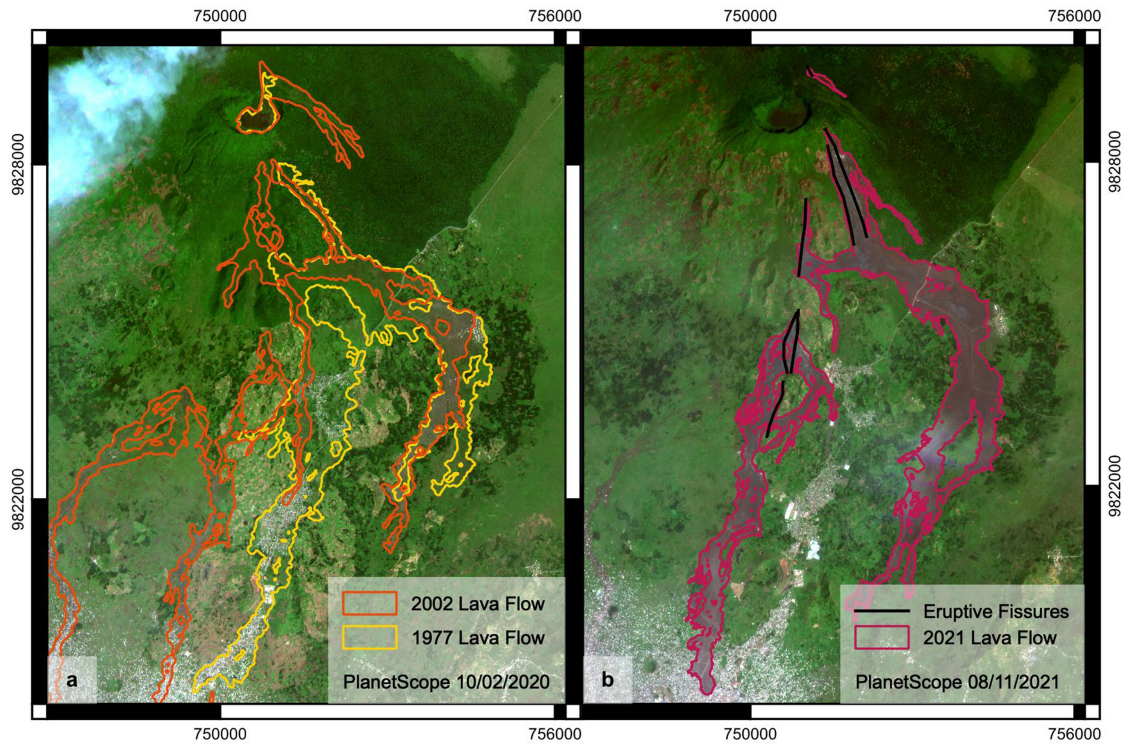 750000 756000 750000 756000
9828000
9822000
9828000
9822000
2002 Lava Flow
1977 Lava Flow
PlanetScope 10/02/2020
a
Eruptive Fissures
2021 Lava Flow
PlanetScope 08/11/2021
b
750000 756000 750000 756000